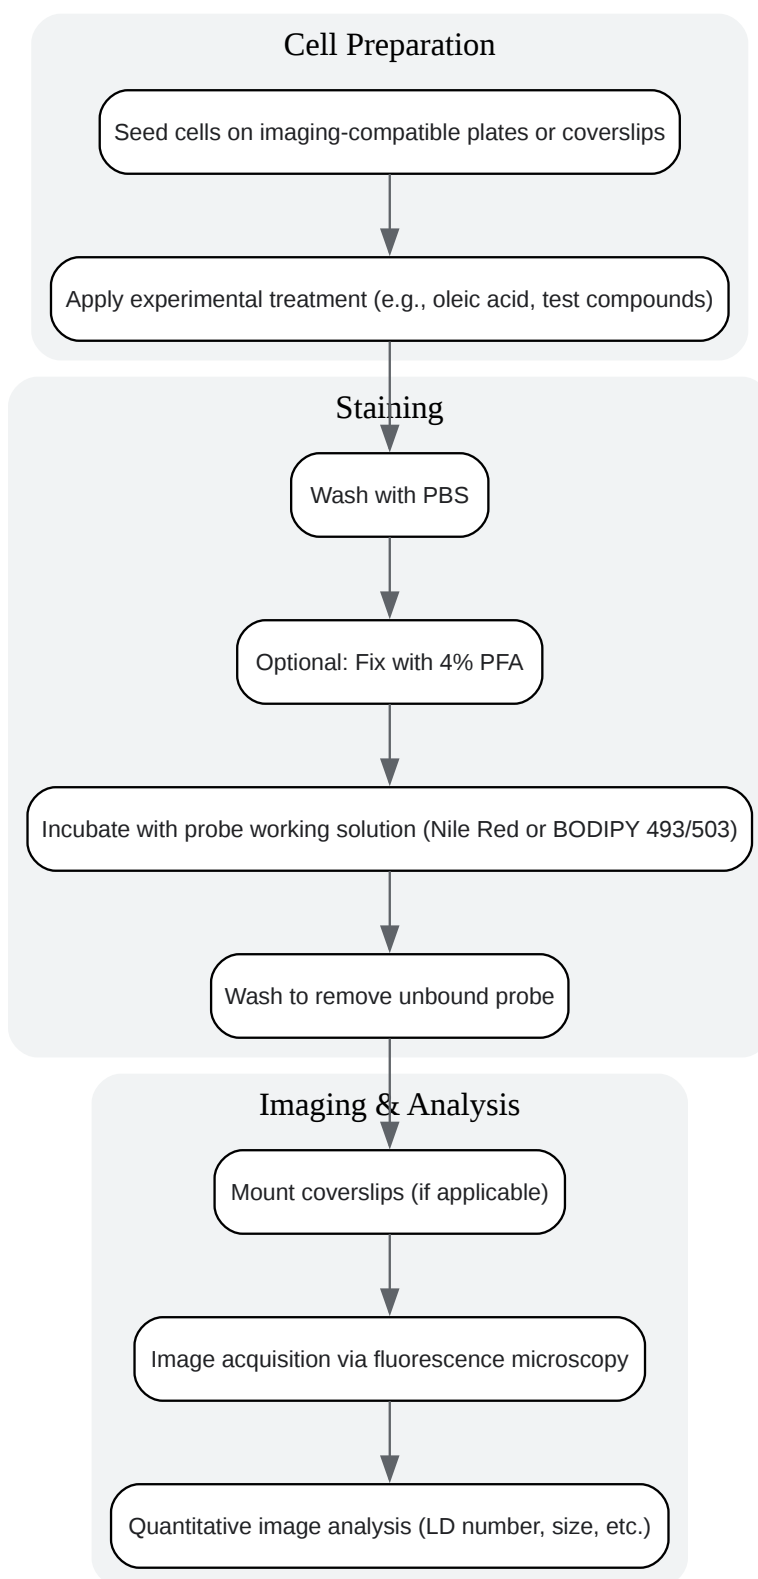 Cell Preparation
Seed cells on imaging-compatible plates or coverslips
Apply experimental treatment (e.g., oleic acid, test compounds)
Staining
Wash with PBS
Optional: Fix with 4% PFA
Incubate with probe working solution (Nile Red or BODIPY 493/503)
Wash to remove unbound probe
Imaging & Analysis
Mount coverslips (if applicable)
Image acquisition via fluorescence microscopy
Quantitative image analysis (LD number, size, etc.)